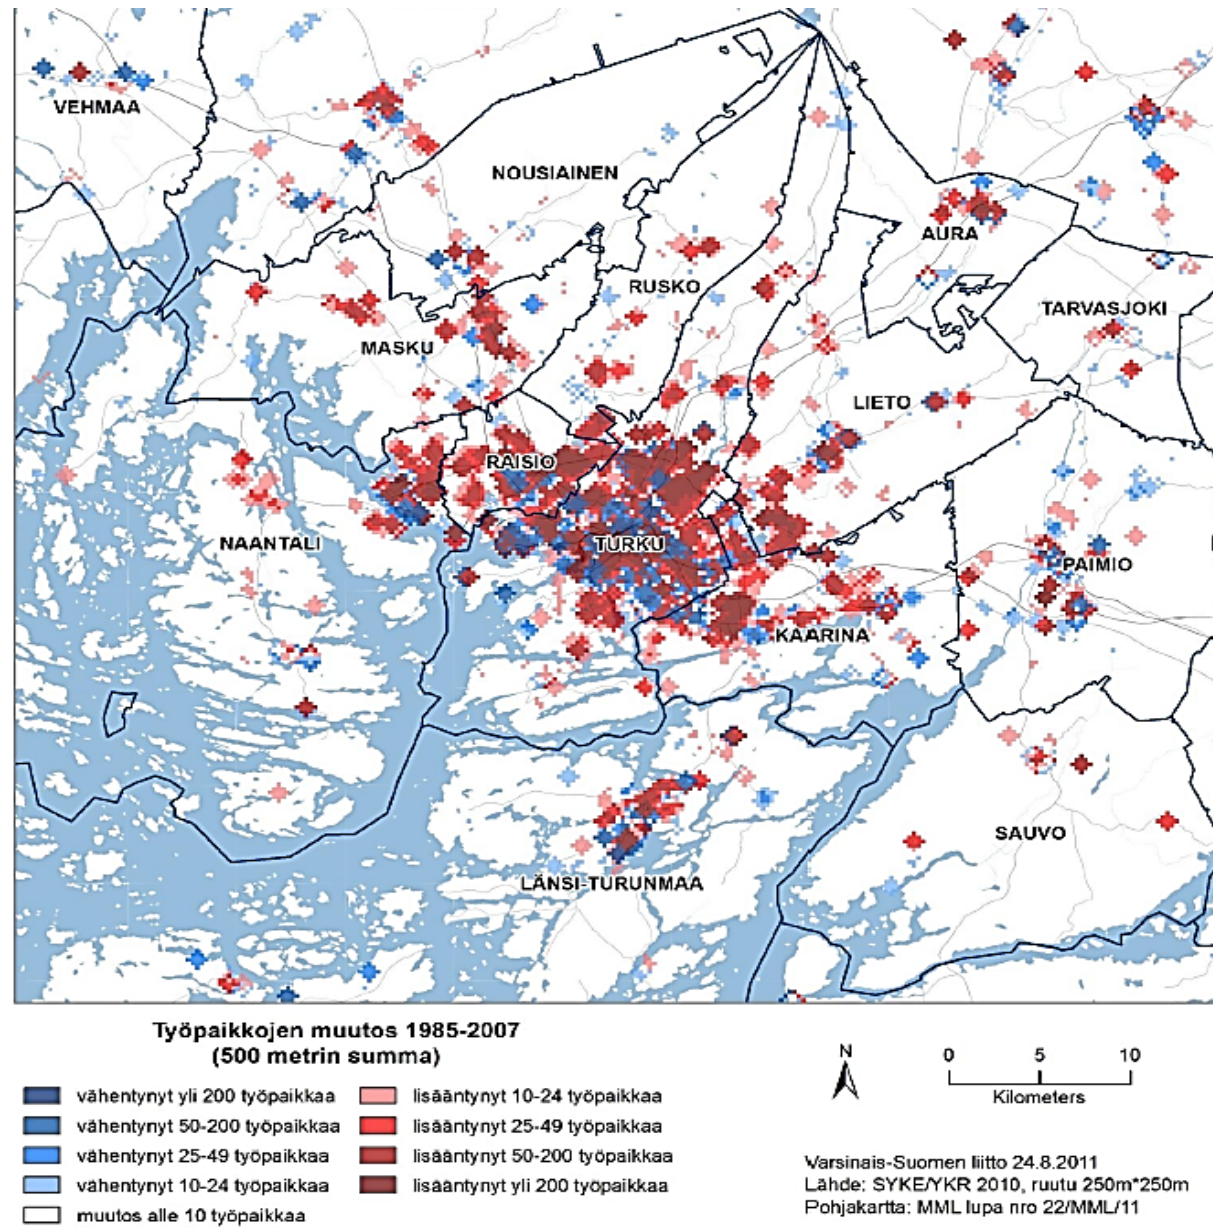 VEHMAA
NOUSIAINEN
AURA
RUSKO
TARVASJOKI
MASKU
LIETO
RAISIO
NAANTALI
TURKU
PAIMIO
KAARINA
SAUVO
LÄNSI-TURUNMAA
Työpaikkojen muutos 1985-2007
(500 metrin summa)
vähentynyt yli 200 työpaikkaa
vähentynyt 50-200 työpaikkaa
vähentynyt 25-49 työpaikkaa
vähentynyt 10-24 työpaikkaa
muutos alle 10 työpaikkaa
lisääntynyt 10-24 työpaikkaa
lisääntynyt 25-49 työpaikkaa
lisääntynyt 50-200 työpaikkaa
lisääntynyt yli 200 työpaikkaa
N
0 5 10
Kilometers
Varsinais-Suomen liitto 24.8.2011
Lähde: SYKE/YKR 2010, ruutu 250m*250m
Pohjakartta: MML lupa nro 22/MML/11